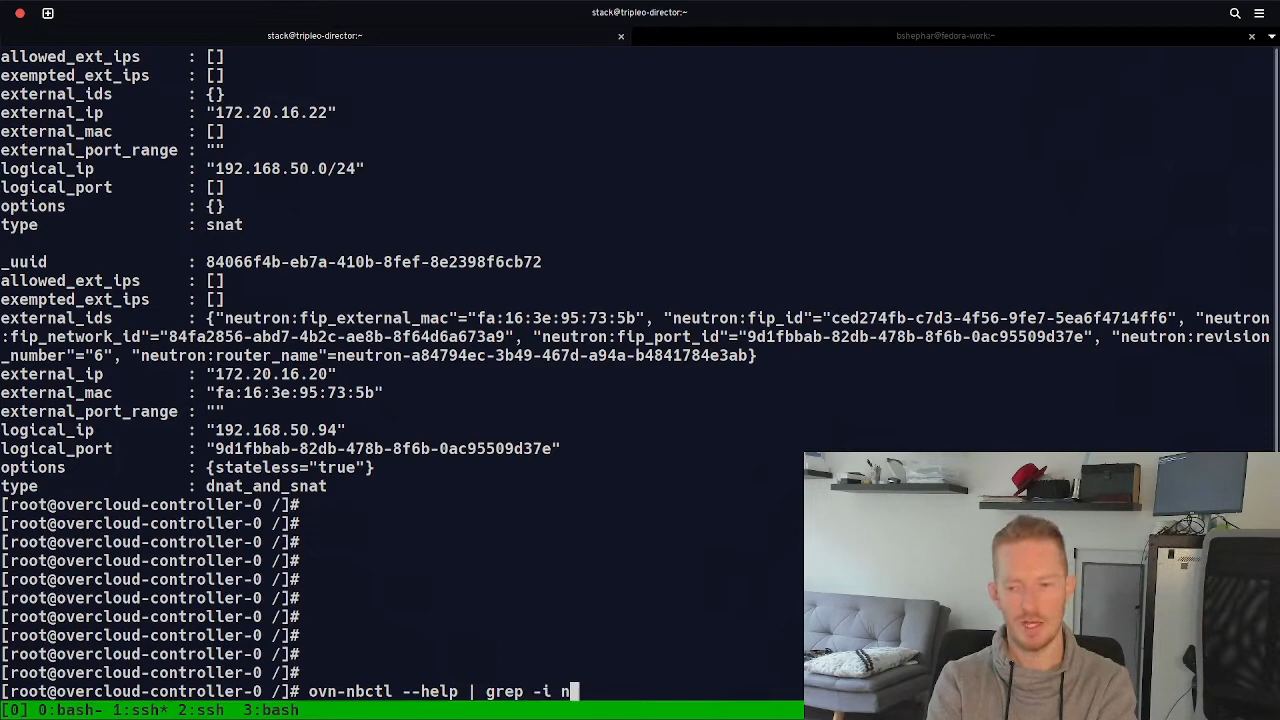 stack@tripleo-director:~
stack@tripleo-director:~
bshephar@fedora-work:~
allowed_ext_ips     : []
exempted_ext_ips    : []
external_ids        : {}
external_ip         : "172.20.16.22"
external_mac        : []
external_port_range : ""
logical_ip          : "192.168.50.0/24"
logical_port        : []
options             : {}
type                : snat
_uuid               : 84066f4b-eb7a-410b-8fef-8e2398f6cb72
allowed_ext_ips     : []
exempted_ext_ips    : []
external_ids        : {"neutron:fip_external_mac"="fa:16:3e:95:73:5b", "neutron:fip_id"="ced274fb-c7d3-4f56-9fe7-5ea6f4714ff6", "neutron
:fip_network_id"="84fa2856-abd7-4b2c-ae8b-8f64d6a673a9", "neutron:fip_port_id"="9d1fbbab-82db-478b-8f6b-0ac95509d37e", "neutron:revision
_number"="6", "neutron:router_name"=neutron-a84794ec-3b49-467d-a94a-b4841784e3ab}
external_ip         : "172.20.16.20"
external_mac        : "fa:16:3e:95:73:5b"
external_port_range : ""
logical_ip          : "192.168.50.94"
logical_port        : "9d1fbbab-82db-478b-8f6b-0ac95509d37e"
options             : {stateless="true"}
type                : dnat_and_snat
[root@overcloud-controller-0 /]#
[root@overcloud-controller-0 /]#
[root@overcloud-controller-0 /]#
[root@overcloud-controller-0 /]#
[root@overcloud-controller-0 /]#
[root@overcloud-controller-0 /]#
[root@overcloud-controller-0 /]#
[root@overcloud-controller-0 /]#
[root@overcloud-controller-0 /]#
[root@overcloud-controller-0 /]#
[root@overcloud-controller-0 /]# ovn-nbctl --help | grep -i n
[0] 0:bash- 1:ssh* 2:ssh  3:bash